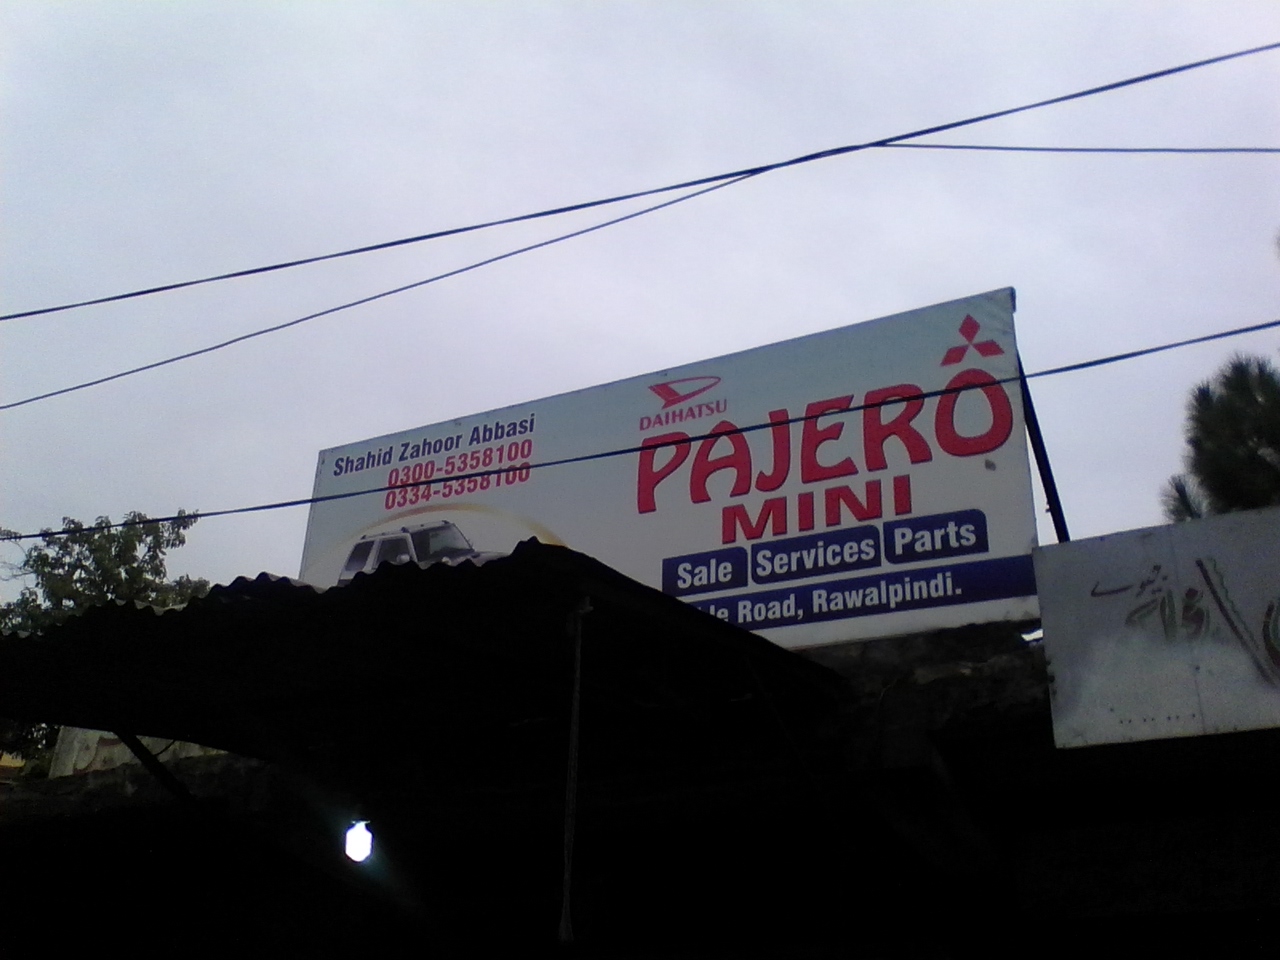 Shahid Zahoor Abbasi
0300-5358100
0334-5358100
DAIHATSU
PAJERO
MINI
Sale Services Parts
Road, Rawalpindi.